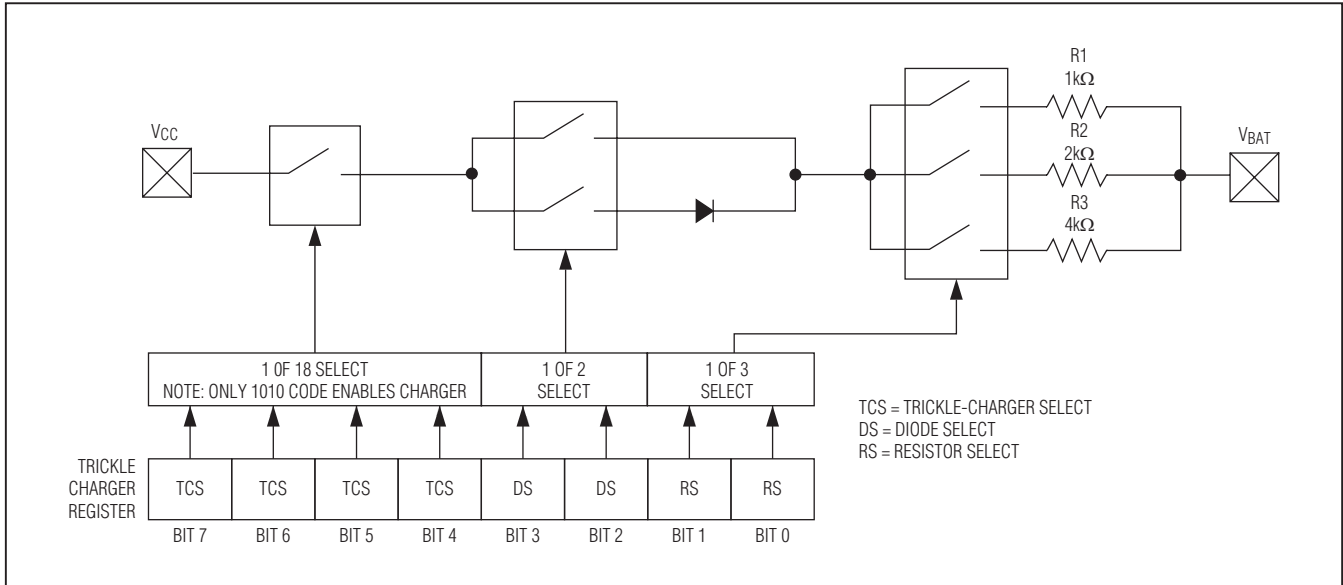 VCC
R1
1kΩ
R2
2kΩ
R3
4kΩ
VBAT
1 0F 18 SELECT
NOTE: ONLY 1010 CODE ENABLES CHARGER
1 OF 2
SELECT
1 OF 3
SELECT
TCS = TRICKLE-CHARGER SELECT
DS = DIODE SELECT
RS = RESISTOR SELECT
TRICKLE
CHARGER
REGISTER
TCS TCS TCS TCS DS DS RS RS
BIT 7 BIT 6 BIT 5 BIT 4 BIT 3 BIT 2 BIT 1 BIT 0